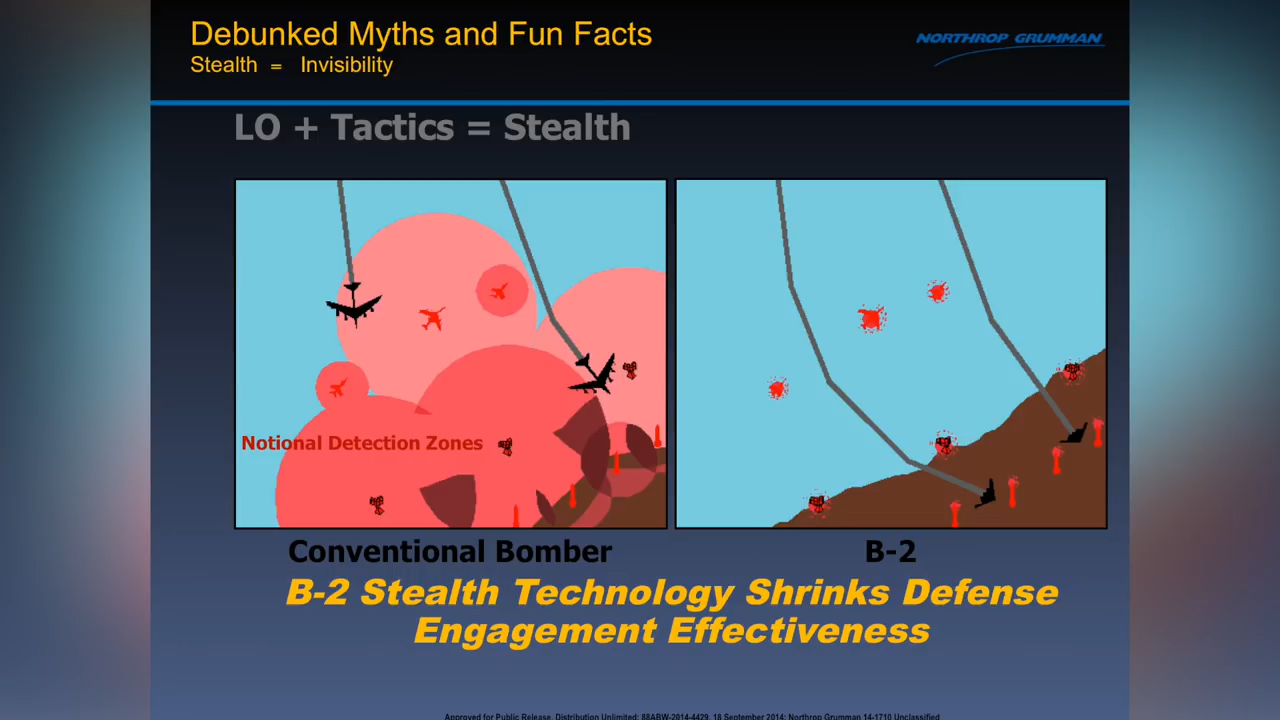 Debunked Myths and Fun Facts
Stealth = Invisibility
NORTHROP GRUMMAN
LO + Tactics = Stealth
Notional Detection Zones
Conventional Bomber
B-2
B-2 Stealth Technology Shrinks Defense
Engagement Effectiveness
Approved for Public Release, Distribution Unlimited: 88ABW-2014-4429, 18 September 2014; Northrop Grumman 14-1710 Unclassified